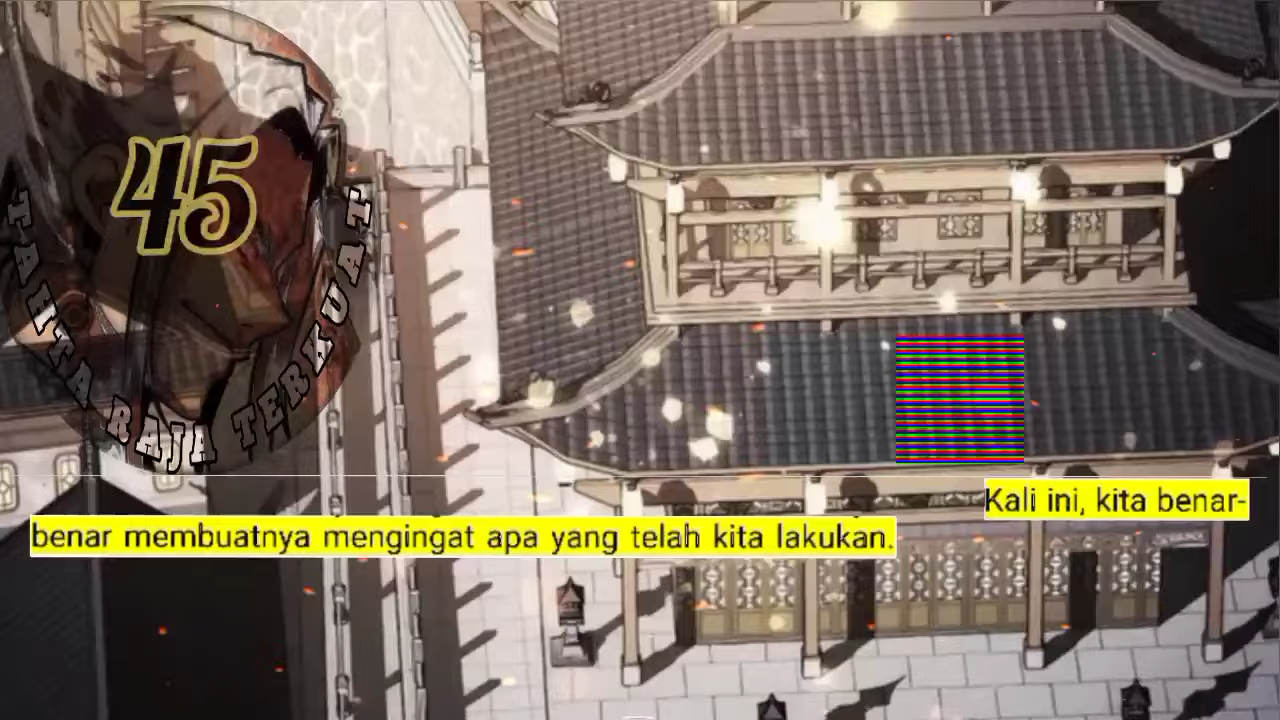 45
TAHTA RAJA TERKUAT
Kali ini, kita benar-
benar membuatnya mengingat apa yang telah kita lakukan.